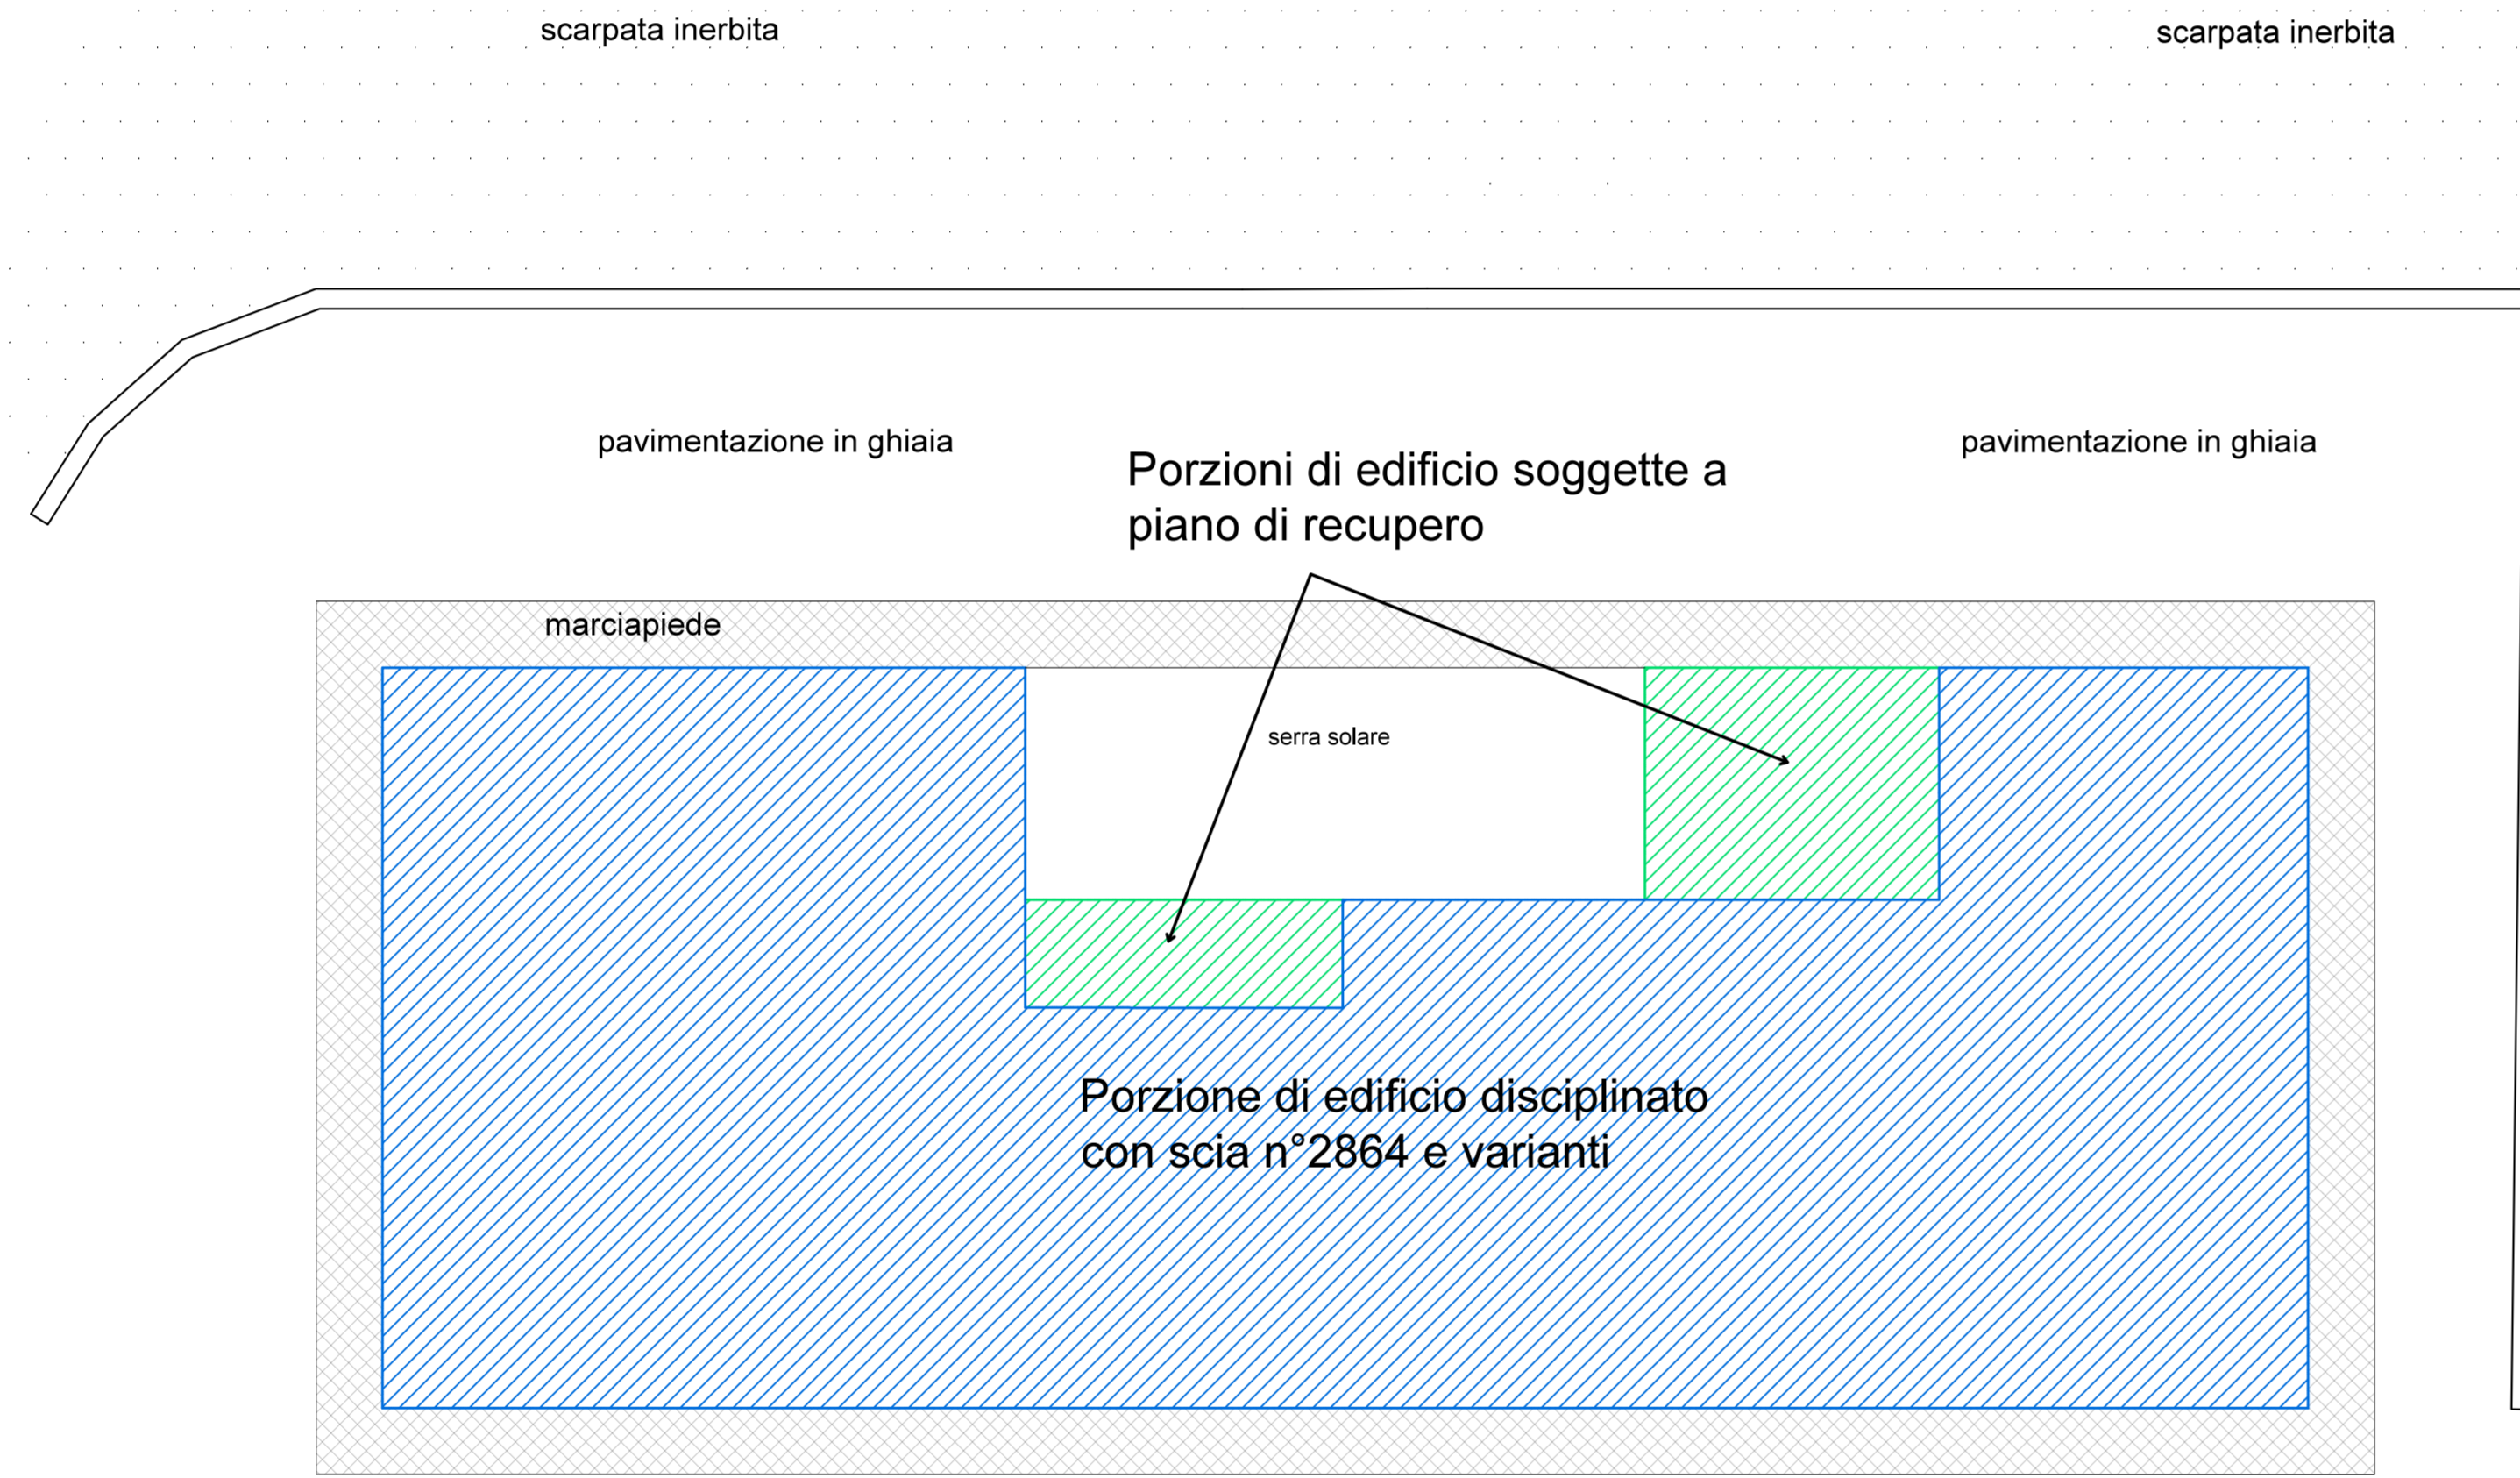 scarpata inerbita
scarpata inerbita
pavimentazione in ghiaia
pavimentazione in ghiaia
Porzioni di edificio soggette a
piano di recupero
marciapiede
serra solare
Porzione di edificio disciplinato
con scia n°2864 e varianti